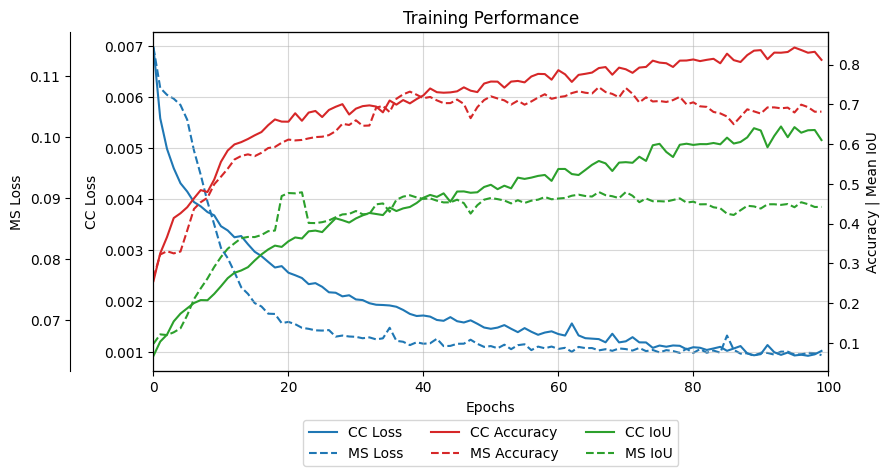 Training Performance
MS Loss
0.11
0.10
0.09
0.08
0.07
CC Loss
0.007
0.006
0.005
0.004
0.003
0.002
0.001
Accuracy | Mean IoU
0.8
0.7
0.6
0.5
0.4
0.3
0.2
0.1
0
20
40
60
80
100
Epochs
CC Loss
CC Accuracy
CC IoU
MS Loss
MS Accuracy
MS IoU